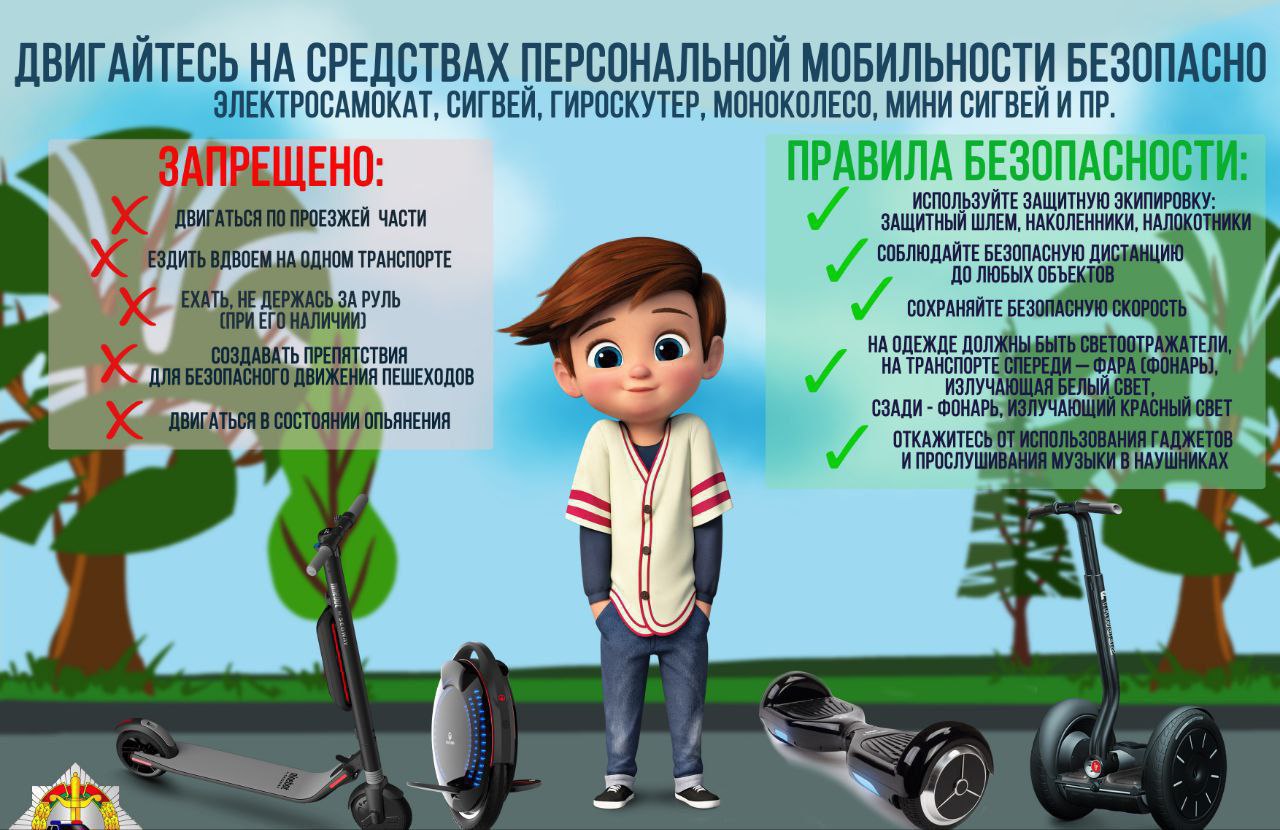 ДВИГАЙТЕСЬ НА СРЕДСТВАХ ПЕРСОНАЛЬНОЙ МОБИЛЬНОСТИ БЕЗОПАСНО
ЭЛЕКТРОСАМОКАТ, СИГВЕЙ, ГИРОСКУТЕР, МОНОКОЛЕСО, МИНИ СИГВЕЙ И ПР.
ЗАПРЕЩЕНО:
ДВИГАТЬСЯ ПО ПРОЕЗЖЕЙ ЧАСТИ
ЕЗДИТЬ ВДВОЕМ НА ОДНОМ ТРАНСПОРТЕ
ЕХАТЬ, НЕ ДЕРЖАСЬ ЗА РУЛЬ
(ПРИ ЕГО НАЛИЧИИ)
СОЗДАВАТЬ ПРЕПЯТСТВИЯ
ДЛЯ БЕЗОПАСНОГО ДВИЖЕНИЯ ПЕШЕХОДОВ
ДВИГАТЬСЯ В СОСТОЯНИИ ОПЬЯНЕНИЯ
ПРАВИЛА БЕЗОПАСНОСТИ:
ИСПОЛЬЗУЙТЕ ЗАЩИТНУЮ ЭКИПИРОВКУ:
ЗАЩИТНЫЙ ШЛЕМ, НАКОЛЕННИКИ, НАЛОКОТНИКИ
СОБЛЮДАЙТЕ БЕЗОПАСНУЮ ДИСТАНЦИЮ
ДО ЛЮБЫХ ОБЪЕКТОВ
СОХРАНЯЙТЕ БЕЗОПАСНУЮ СКОРОСТЬ
НА ОДЕЖДЕ ДОЛЖНЫ БЫТЬ СВЕТООТРАЖАТЕЛИ,
НА ТРАНСПОРТЕ СПЕРЕДИ – ФАРА (ФОНАРЬ),
ИЗЛУЧАЮЩАЯ БЕЛЫЙ СВЕТ,
СЗАДИ - ФОНАРЬ, ИЗЛУЧАЮЩИЙ КРАСНЫЙ СВЕТ
ОТКАЖИТЕСЬ ОТ ИСПОЛЬЗОВАНИЯ ГАДЖЕТОВ
И ПРОСЛУШИВАНИЯ МУЗЫКИ В НАУШНИКАХ